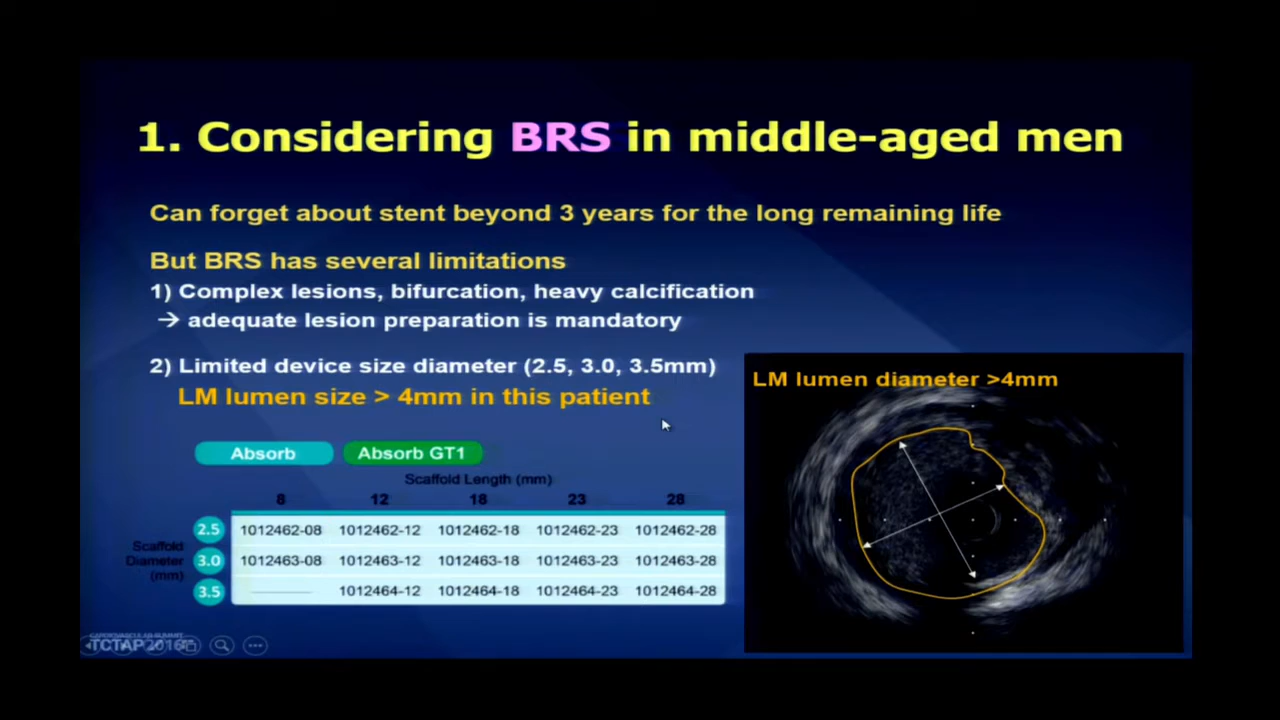 1. Considering BRS in middle-aged men
Can forget about stent beyond 3 years for the long remaining life
But BRS has several limitations
1) Complex lesions, bifurcation, heavy calcification
→ adequate lesion preparation is mandatory
2) Limited device size diameter (2.5, 3.0, 3.5mm)
LM lumen size > 4mm in this patient
LM lumen diameter >4mm
Absorb Absorb GT1
Scaffold Length (mm)
8 12 18 23 28
2.5 1012462-08 1012462-12 1012462-18 1012462-23 1012462-28
Scaffold
Diameter
(mm)
3.0 1012463-08 1012463-12 1012463-18 1012463-23 1012463-28
3.5 1012464-12 1012464-18 1012464-23 1012464-28
CARDIOVASCULAR SUMMIT
TCTAP2016